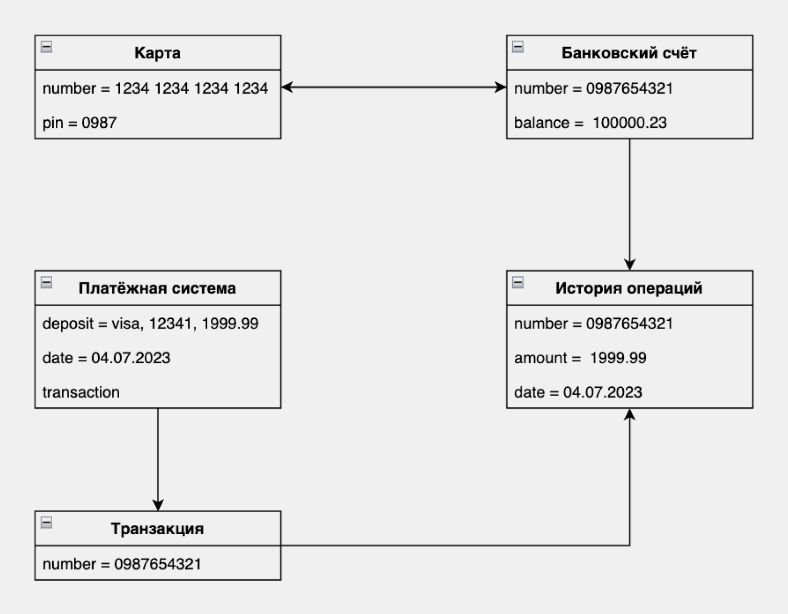 Карта
number = 1234 1234 1234 1234
pin = 0987
Банковский счёт
number = 0987654321
balance =  100000.23
Платёжная система
deposit = visa, 12341, 1999.99
date = 04.07.2023
transaction
История операций
number = 0987654321
amount =  1999.99
date = 04.07.2023
Транзакция
number = 0987654321